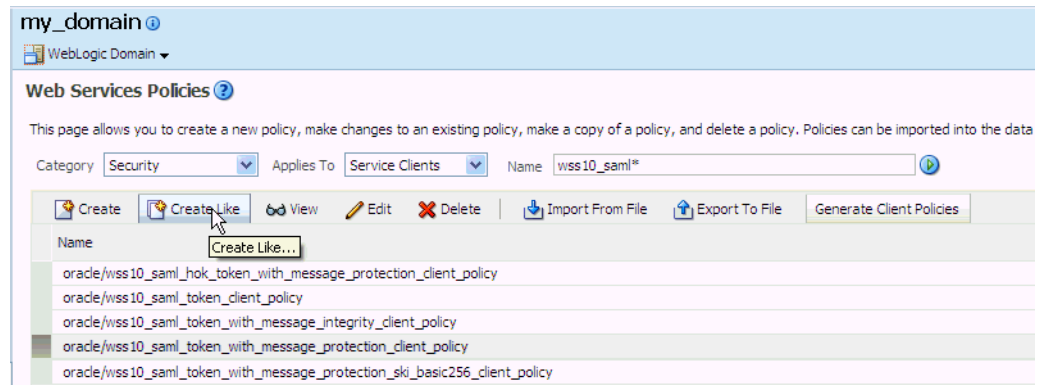 my_domain
WebLogic Domain
Web Services Policies
This page allows you to create a new policy, make changes to an existing policy, make a copy of a policy, and delete a policy. Policies can be imported into the data
Category Security Applies To Service Clients Name wss10_saml*
Create Create Like View Edit Delete Import From File Export To File Generate Client Policies
Name
Create Like...
oracle/wss10_saml_hok_token_with_message_protection_client_policy
oracle/wss10_saml_token_client_policy
oracle/wss10_saml_token_with_message_integrity_client_policy
oracle/wss10_saml_token_with_message_protection_client_policy
oracle/wss10_saml_token_with_message_protection_ski_basic256_client_policy